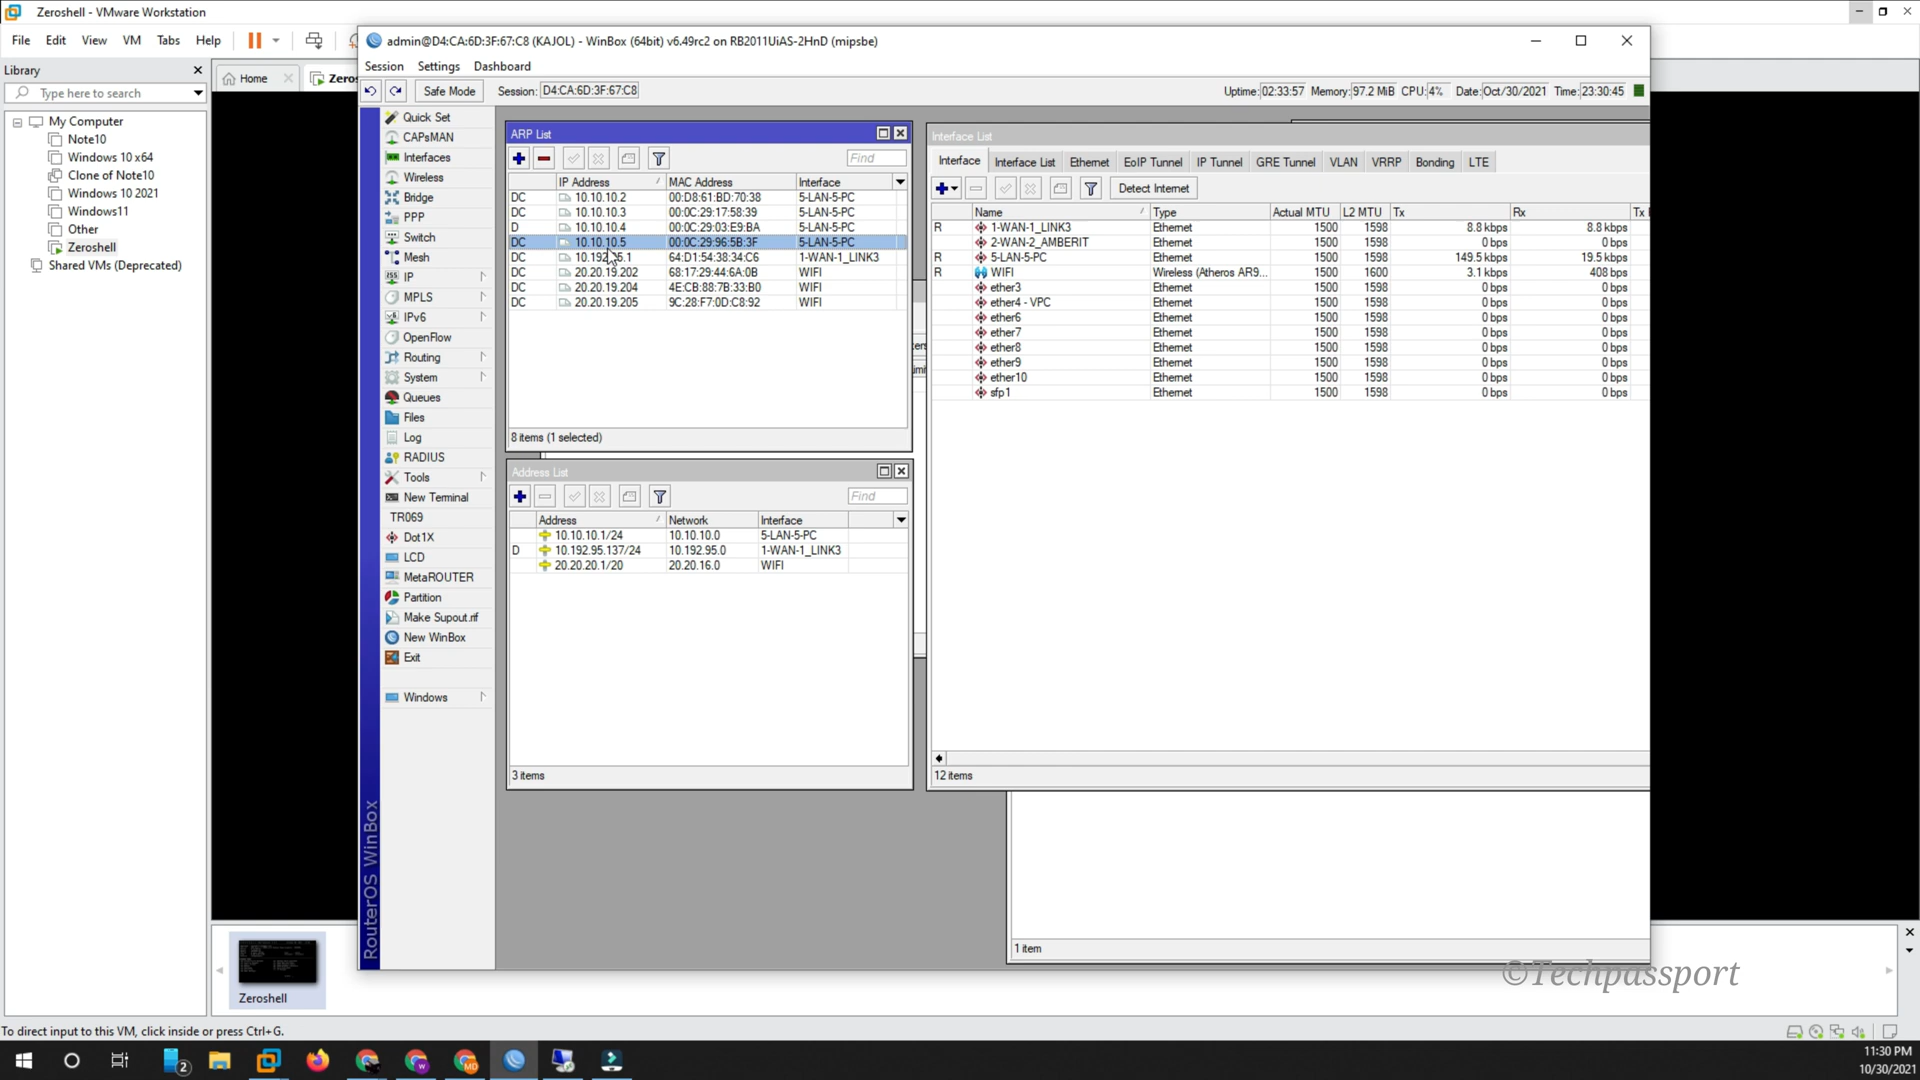 Zeroshell - VMware Workstation
File Edit View VM Tabs Help
Library
Type here to search
My Computer
Note10
Windows 10 x64
Clone of Note10
Windows 10 2021
Windows11
Other
Zeroshell
Shared VMs (Deprecated)
Home
Zeros
admin@D4:CA:6D:3F:67:C8 (KAJOL) - WinBox (64bit) v6.49rc2 on RB2011UiAS-2HnD (mipsbe)
Session Settings Dashboard
Safe Mode Session: D4:CA:6D:3F:67:C8 Uptime: 02:33:57 Memory: 97.2 MiB CPU: 4% Date: Oct/30/2021 Time: 23:30:45
Quick Set
CAPsMAN
Interfaces
Wireless
Bridge
PPP
Switch
Mesh
IP
MPLS
IPv6
OpenFlow
Routing
System
Queues
Files
Log
RADIUS
Tools
New Terminal
TR069
Dot1X
LCD
MetaROUTER
Partition
Make Supout.rif
New WinBox
Exit
Windows
RouterOS WinBox
ARP List
Find
IP Address MAC Address Interface
DC 10.10.10.2 00:D8:61:BD:70:38 5-LAN-5-PC
DC 10.10.10.3 00:0C:29:17:58:39 5-LAN-5-PC
D 10.10.10.4 00:0C:29:03:E9:BA 5-LAN-5-PC
DC 10.10.10.5 00:0C:29:96:5B:3F 5-LAN-5-PC
DC 10.192 5.1 64:D1:54:38:34:C6 1-WAN-1_LINK3
DC 20.20.19.202 68:17:29:44:6A:0B WIFI
DC 20.20.19.204 4E:CB:88:7B:33:B0 WIFI
DC 20.20.19.205 9C:28:F7:0D:C8:92 WIFI
8 items (1 selected)
Address List
Find
Address Network Interface
10.10.10.1/24 10.10.10.0 5-LAN-5-PC
D 10.192.95.137/24 10.192.95.0 1-WAN-1_LINK3
20.20.20.1/20 20.20.16.0 WIFI
3 items
Interface List
Interface Interface List Ethernet EoIP Tunnel IP Tunnel GRE Tunnel VLAN VRRP Bonding LTE
Detect Internet
Name Type Actual MTU L2 MTU Tx Rx Tx
R 1-WAN-1_LINK3 Ethernet 1500 1598 8.8 kbps 8.8 kbps
2-WAN-2_AMBERIT Ethernet 1500 1598 0 bps 0 bps
R 5-LAN-5-PC Ethernet 1500 1598 149.5 kbps 19.5 kbps
R WIFI Wireless (Atheros AR9... 1500 1600 3.1 kbps 408 bps
ether3 Ethernet 1500 1598 0 bps 0 bps
ether4 - VPC Ethernet 1500 1598 0 bps 0 bps
ether6 Ethernet 1500 1598 0 bps 0 bps
ether7 Ethernet 1500 1598 0 bps 0 bps
ether8 Ethernet 1500 1598 0 bps 0 bps
ether9 Ethernet 1500 1598 0 bps 0 bps
ether10 Ethernet 1500 1598 0 bps 0 bps
sfp1 Ethernet 1500 1598 0 bps 0 bps
12 items
1 item
©Techpassport
Zeroshell
To direct input to this VM, click inside or press Ctrl+G.
2
W
MD
11:30 PM
10/30/2021